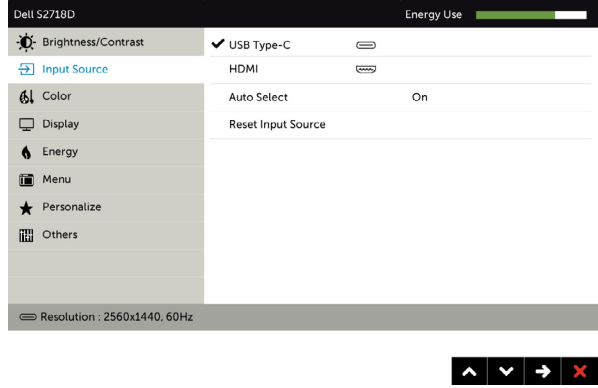 Dell S2718D Energy Use
Brightness/Contrast USB Type-C
Input Source HDMI
Color Auto Select On
Display Reset Input Source
Energy
Menu
Personalize
Others
Resolution : 2560x1440, 60Hz